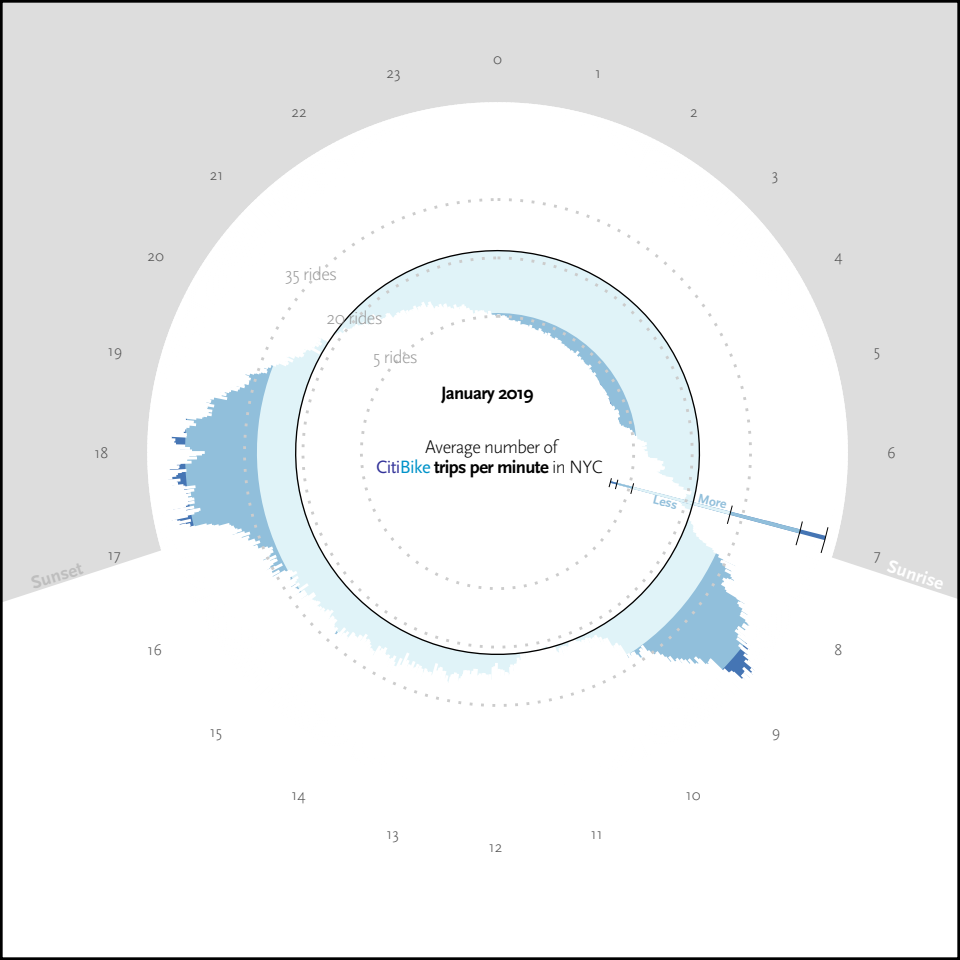 0
23
1
22
2
21
3
20
4
35 rides
20 rides
19
5
5 rides
January 2019
Average number of
18
6
CitiBike trips per minute in NYC
Less
More
17
7
Sunset
Sunrise
16
8
15
9
14
10
13
11
12